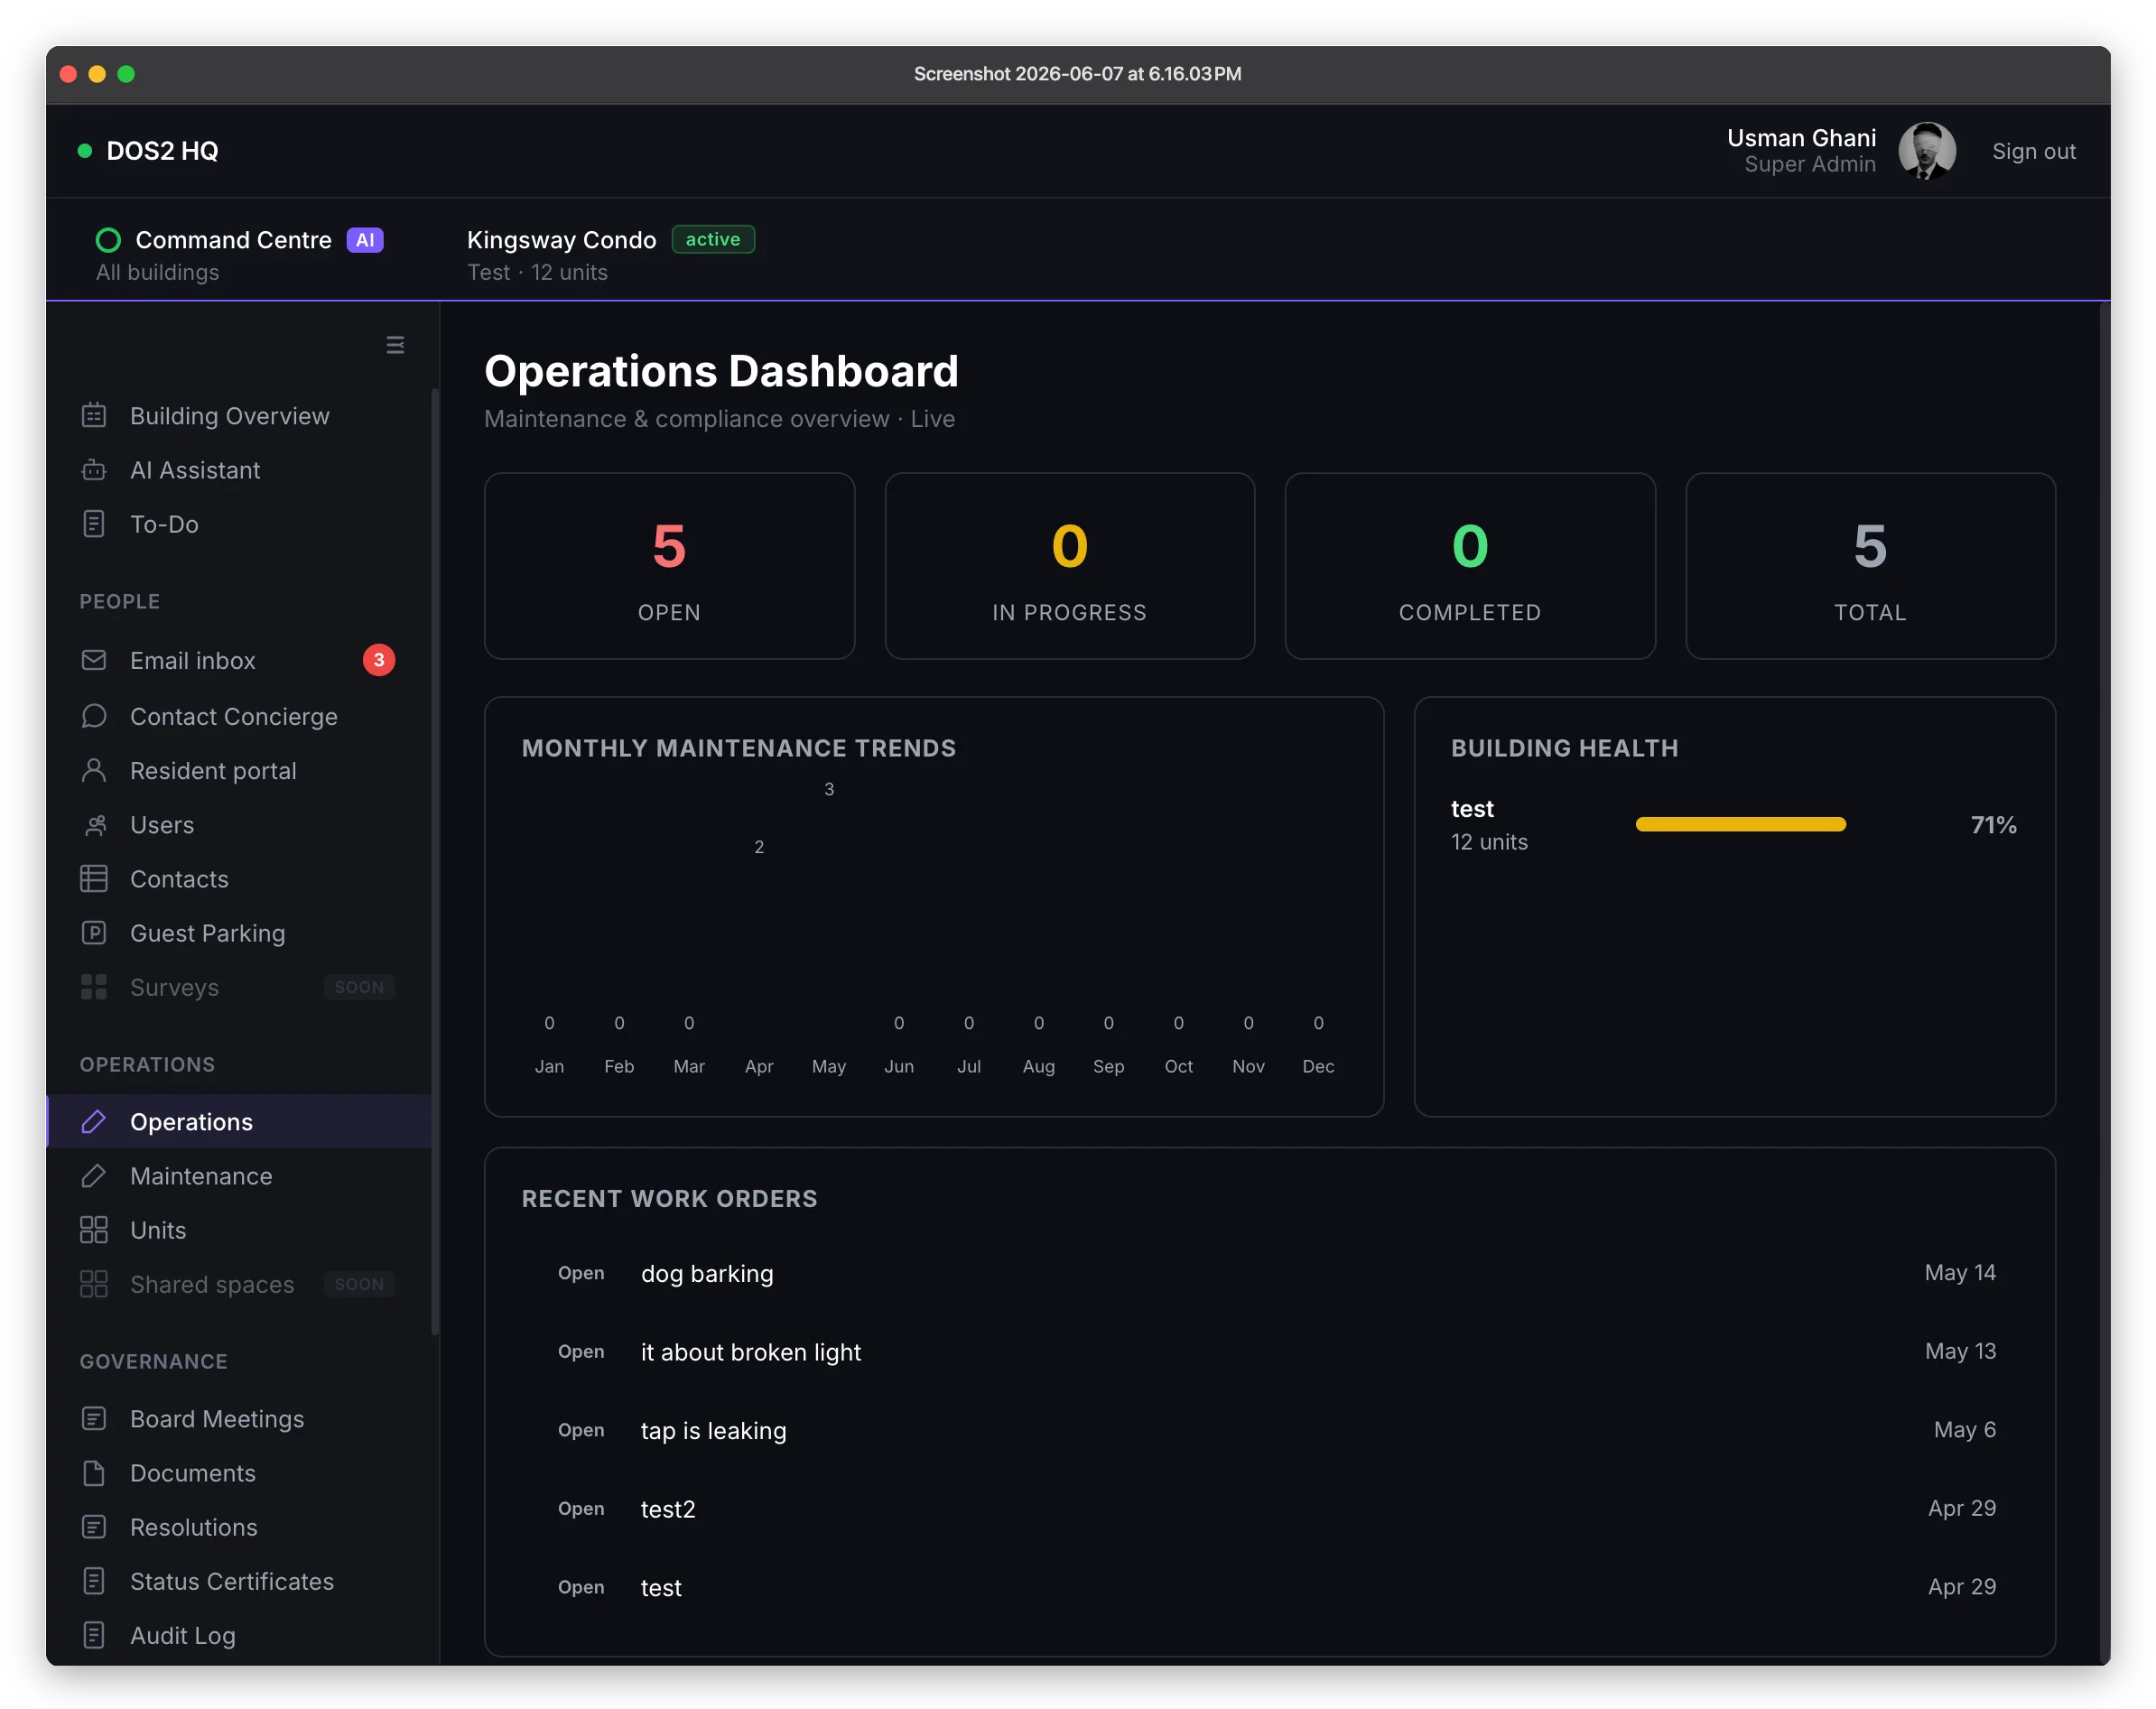 Screenshot 2026-06-07 at 6.16.03 PM
DOS2 HQ
Usman Ghani
Super Admin
Sign out
Command Centre AI
All buildings
Kingsway Condo active
Test · 12 units
Building Overview
AI Assistant
To-Do
PEOPLE
Email inbox 3
Contact Concierge
Resident portal
Users
Contacts
P Guest Parking
Surveys SOON
OPERATIONS
Operations
Maintenance
Units
Shared spaces SOON
GOVERNANCE
Board Meetings
Documents
Resolutions
Status Certificates
Audit Log
Operations Dashboard
Maintenance & compliance overview · Live
5
OPEN
0
IN PROGRESS
0
COMPLETED
5
TOTAL
MONTHLY MAINTENANCE TRENDS
3
2
0 0 0 0 0 0 0 0 0 0
Jan Feb Mar Apr May Jun Jul Aug Sep Oct Nov Dec
BUILDING HEALTH
test
12 units
71%
RECENT WORK ORDERS
Open dog barking May 14
Open it about broken light May 13
Open tap is leaking May 6
Open test2 Apr 29
Open test Apr 29